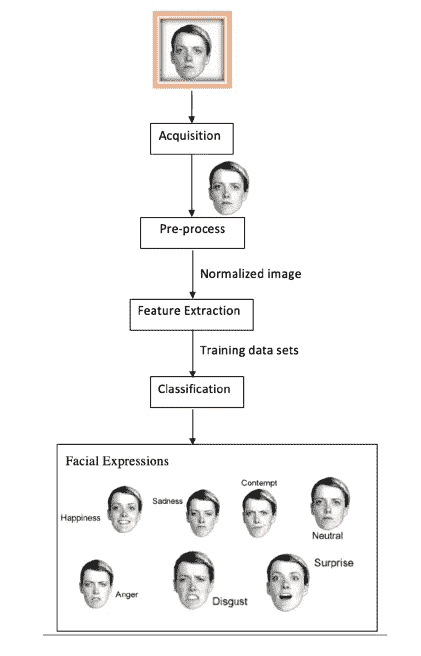 Acquisition
Pre-process
Normalized image
Feature Extraction
Training data sets
Classification
Facial Expressions
Happiness
Sadness
Contempt
Neutral
Anger
Disgust
Surprise